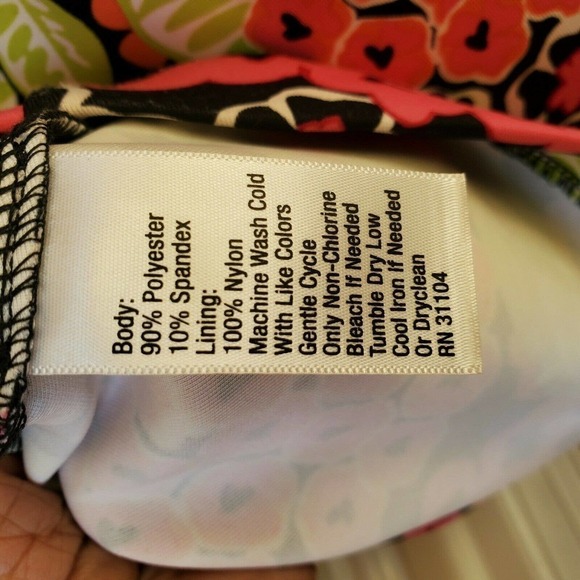 Body:
90% Polyester
10% Spandex
Lining:
100% Nylon
Machine Wash Cold
With Like Colors
Gentle Cycle
Only Non-Chlorine
Bleach If Needed
Tumble Dry Low
Cool Iron If Needed
Or Dryclean
RN 31104